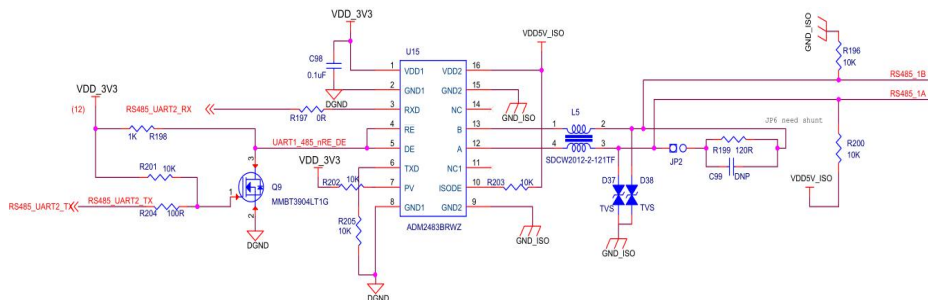 VDD_3V3
VDD5V_ISO
GND_ISO
R196
10K
U15
C98
0.1uF
DGND
1
VDD1
VDD2
16
2
GND1
GND2
15
3
RXD
NC
14
4
RE
B
13
5
DE
A
12
6
TXD
NC1
11
7
PV
ISODE
10
8
GND1
GND2
9
ADM2483BRWZ
VDD_3V3
(12)
RS485_UART2_RX
R197
0R
GND_ISO
L5
1
2
4
3
SDCW2012-2-121TF
RS485_1B
RS485_1A
JP6 need shunt
1K
R198
UART1_485_nRE_DE
R201
10K
VDD_3V3
R202
10K
R203
10K
JP2
R199
120R
C99
DNP
R200
10K
VDD5V_ISO
RS485_UART2_TX
RS485_UART2_TX
R204
100R
1
3
2
Q9
MMBT3904LT1G
DGND
R205
10K
DGND
GND_ISO
D37
D38
TVS
TVS
GND_ISO